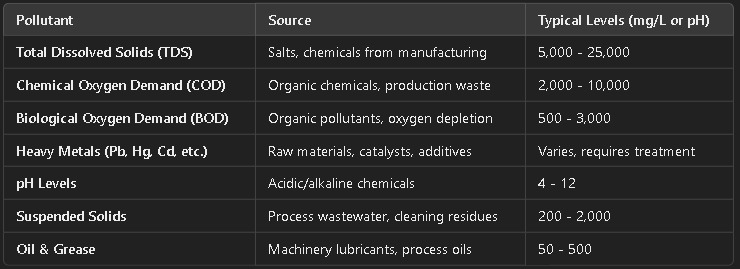 Pollutant Source Typical Levels (mg/L or pH)
Total Dissolved Solids (TDS) Salts, chemicals from manufacturing 5,000 - 25,000
Chemical Oxygen Demand (COD) Organic chemicals, production waste 2,000 - 10,000
Biological Oxygen Demand (BOD) Organic pollutants, oxygen depletion 500 - 3,000
Heavy Metals (Pb, Hg, Cd, etc.) Raw materials, catalysts, additives Varies, requires treatment
pH Levels Acidic/alkaline chemicals 4 - 12
Suspended Solids Process wastewater, cleaning residues 200 - 2,000
Oil & Grease Machinery lubricants, process oils 50 - 500